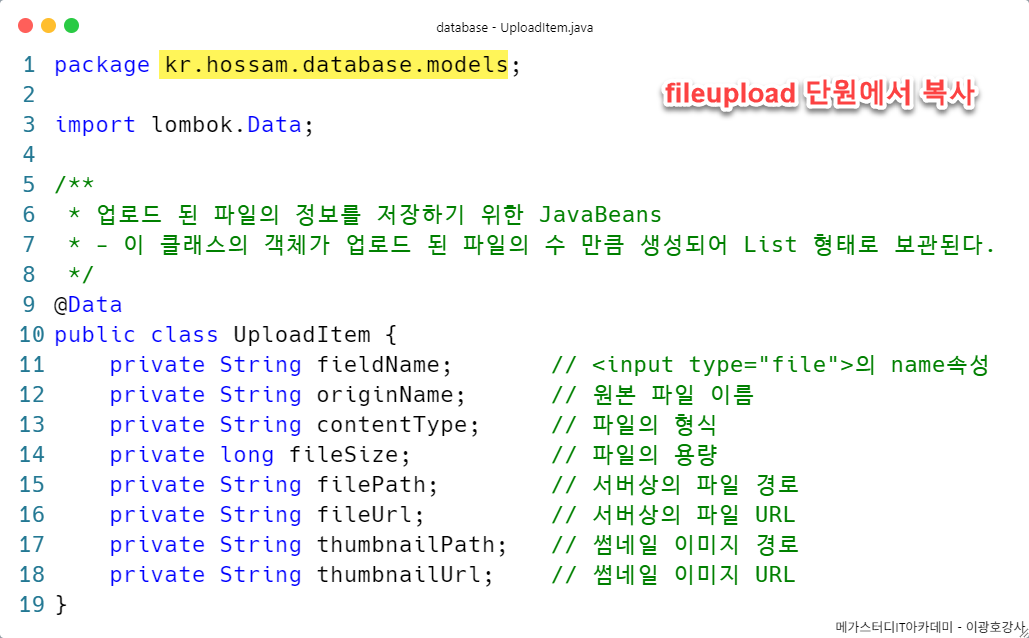 database - UploadItem.java
1 package kr.hossam.database.models;
fileupload 단원에서 복사
2
3 import lombok.Data;
4
5 /**
6  * 업로드 된 파일의 정보를 저장하기 위한 JavaBeans
7  * - 이 클래스의 객체가 업로드 된 파일의 수 만큼 생성되어 List 형태로 보관된다.
8  */
9 @Data
10 public class UploadItem {
11     private String fieldName;       // <input type="file">의 name속성
12     private String originName;      // 원본 파일 이름
13     private String contentType;     // 파일의 형식
14     private long fileSize;          // 파일의 용량
15     private String filePath;        // 서버상의 파일 경로
16     private String fileUrl;         // 서버상의 파일 URL
17     private String thumbnailPath;   // 썸네일 이미지 경로
18     private String thumbnailUrl;    // 썸네일 이미지 URL
19 }
메가스터디IT아카데미 - 이광호강사